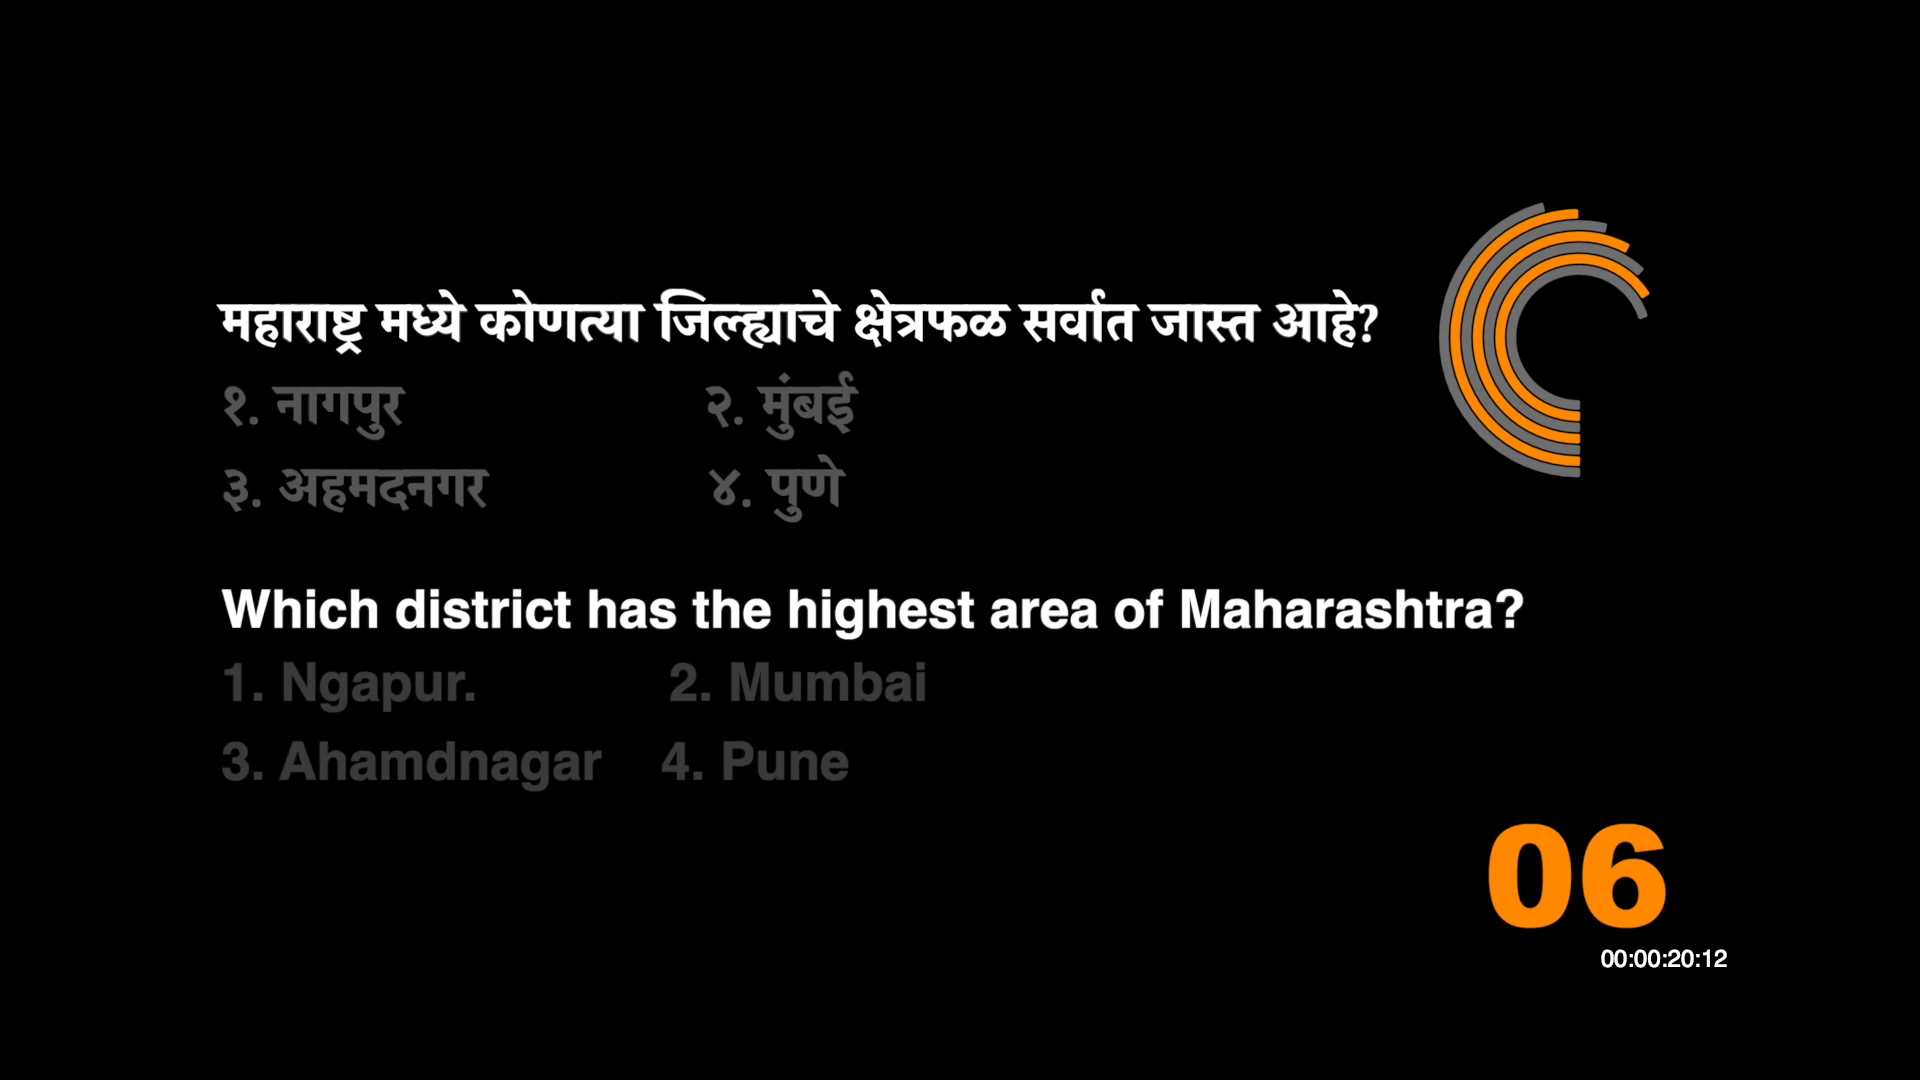 महाराष्ट्र मध्ये कोणत्या जिल्ह्याचे क्षेत्रफळ सर्वात जास्त आहे?
१. नागपुर २. मुंबई
३. अहमदनगर ४. पुणे
Which district has the highest area of Maharashtra?
1. Ngapur. 2. Mumbai
3. Ahamdnagar 4. Pune
06
00:00:20:12